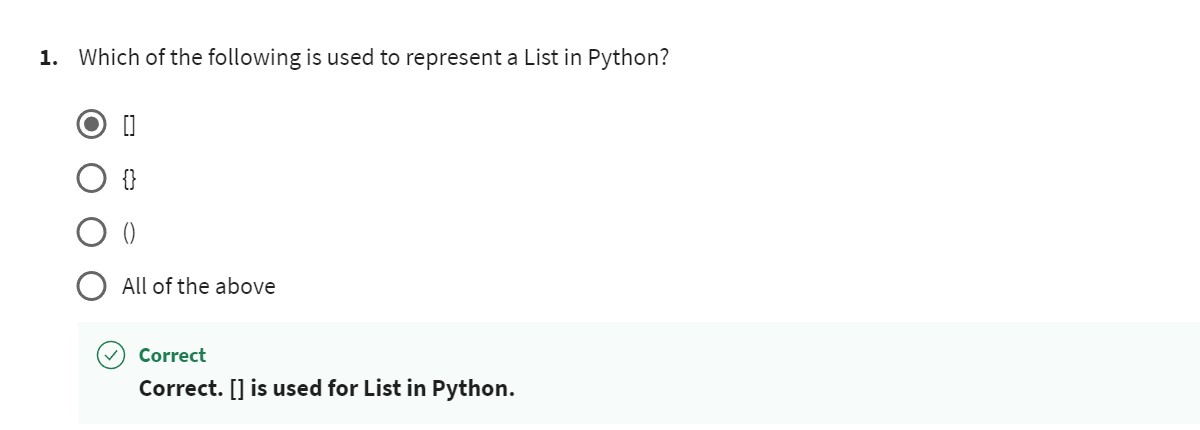 1. Which of the following is used to represent a List in Python?
[]
{}
()
All of the above
Correct
Correct. [] is used for List in Python.